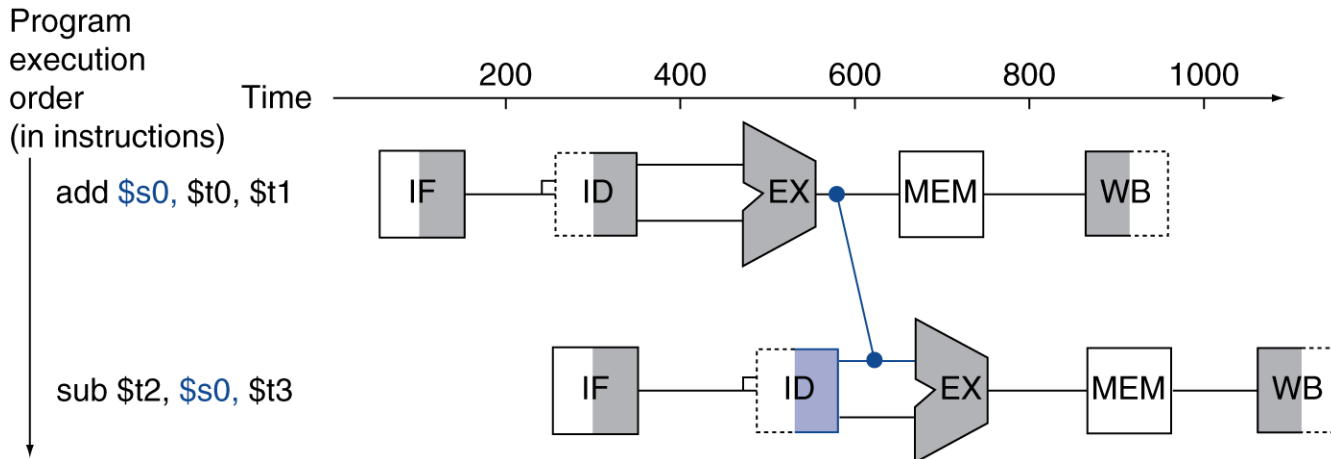 Program
execution
order
(in instructions)
Time
200 400 600 800 1000
add $s0, $t0, $t1
IF ID EX MEM WB
sub $t2, $s0, $t3
IF ID EX MEM WB